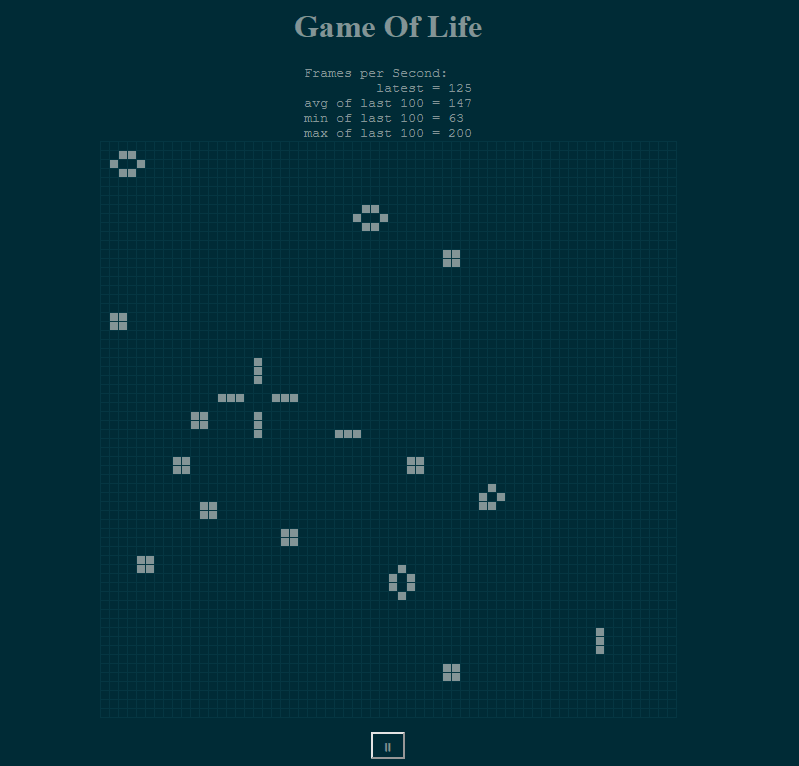 Game Of Life
Frames per Second:
latest = 125
avg of last 100 = 147
min of last 100 = 63
max of last 100 = 200